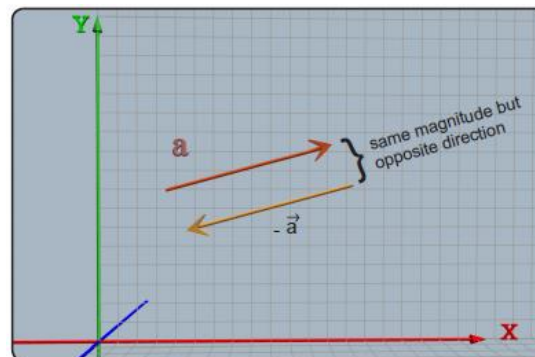 Y
a
same magnitude but
opposite direction
- a⃗
X